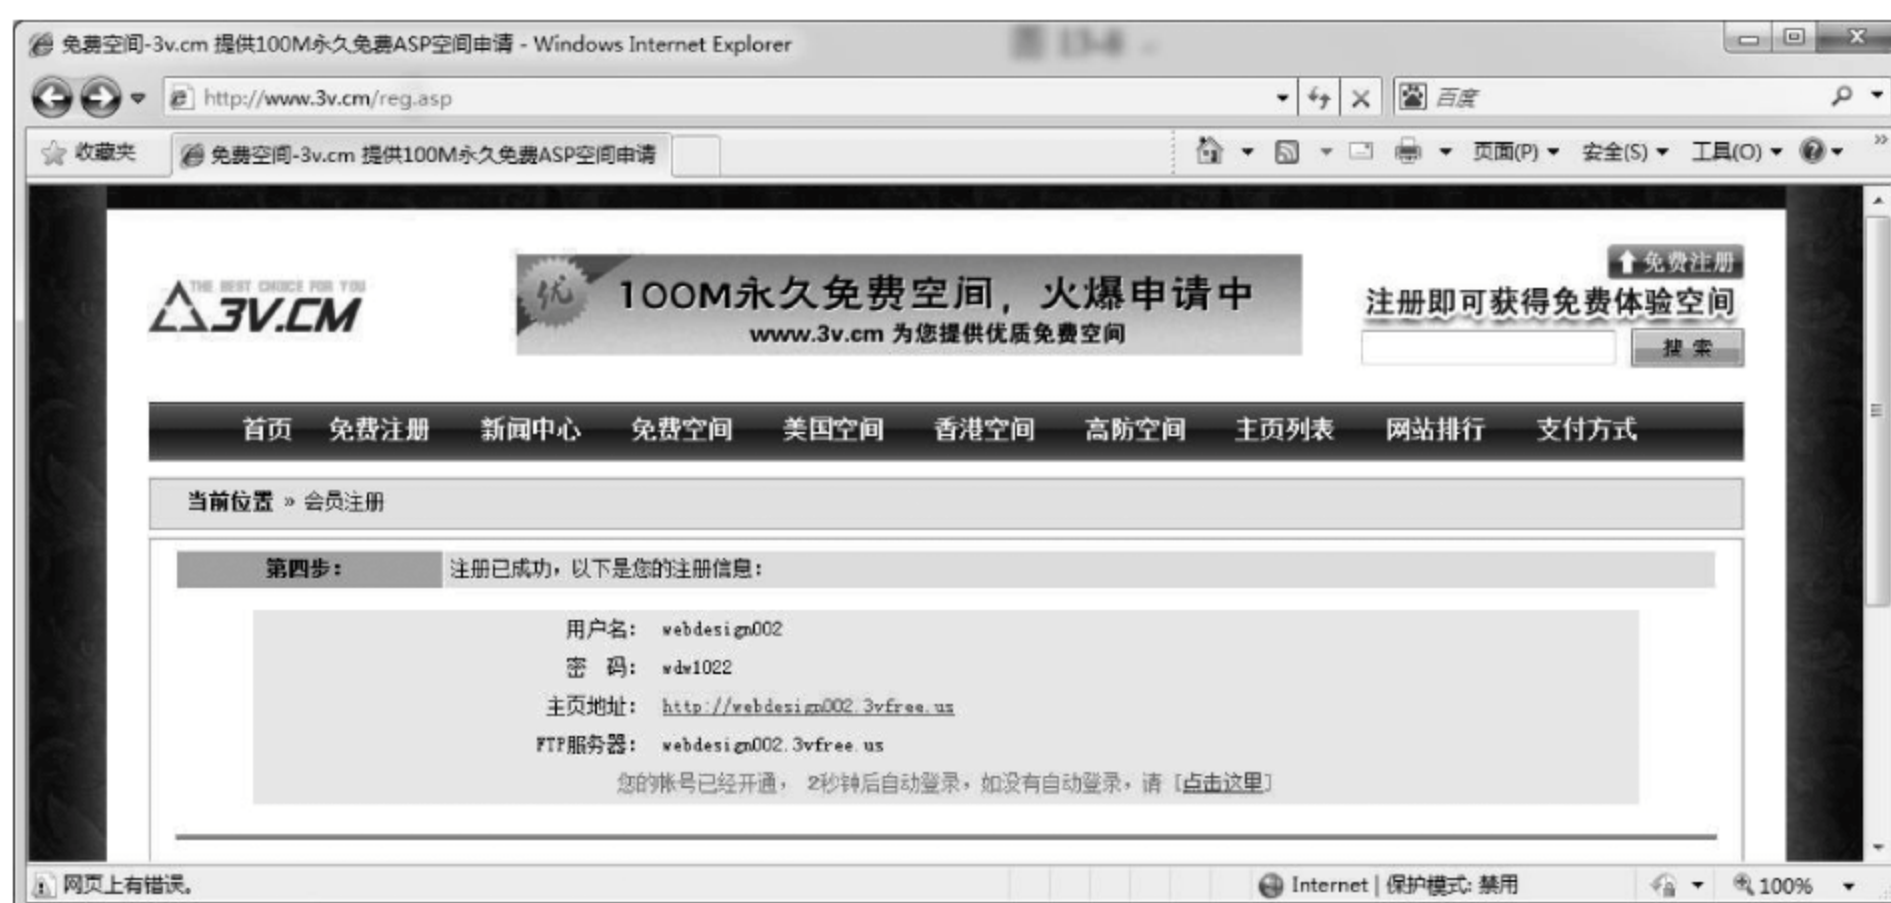 免费空间-3v.cm 提供100M永久免费ASP空间申请 - Windows Internet Explorer
http://www.3v.cm/reg.asp
百度
收藏夹
免费空间-3v.cm 提供100M永久免费ASP空间申请
页面(P)
安全(S)
工具(O)
THE BEST CHOICE FOR YOU
3V.CM
优
100M永久免费空间，火爆申请中
www.3v.cm 为您提供优质免费空间
免费注册
注册即可获得免费体验空间
搜 索
首页 免费注册 新闻中心 免费空间 美国空间 香港空间 高防空间 主页列表 网站排行 支付方式
当前位置 » 会员注册
第四步： 注册已成功，以下是您的注册信息：
用户名： webdesign002
密 码： wdw1022
主页地址： http://webdesign002.3vfree.us
FTP服务器： webdesign002.3vfree.us
您的帐号已经开通， 2秒钟后自动登录，如没有自动登录，请 [点击这里]
网页上有错误。
Internet | 保护模式: 禁用
100%